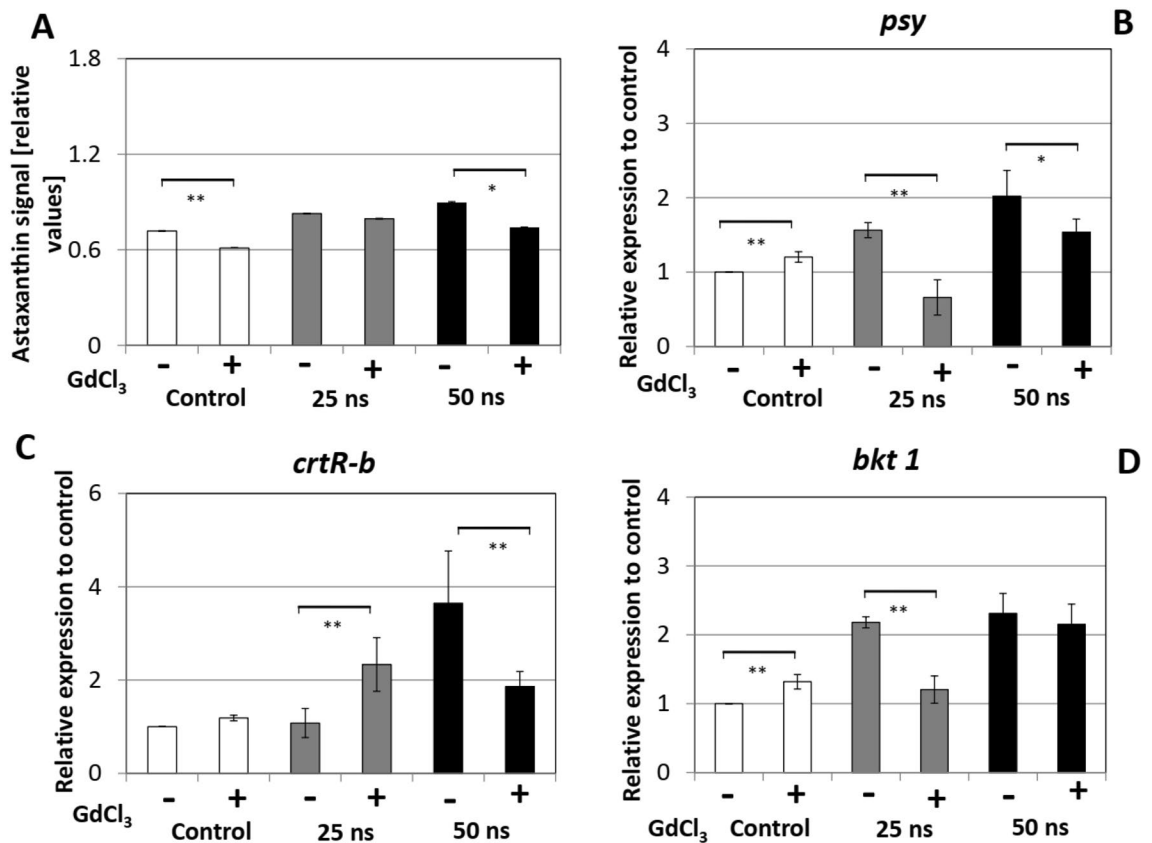 A
Astaxanthin signal [relative
values]
1.8
1.2
0.6
0
** *
- + - + - +
GdCl3
Control 25 ns 50 ns
psy
B
Relative expression to control
4
3
2
1
0
** ** *
- + - + - +
Control 25 ns 50 ns
C
crtR-b
Relative expression to control
6
4
2
0
** **
- + - + - +
GdCl3
Control 25 ns 50 ns
bkt 1
D
Relative expression to control
4
3
2
1
0
** **
- + - + - +
GdCl3
Control 25 ns 50 ns